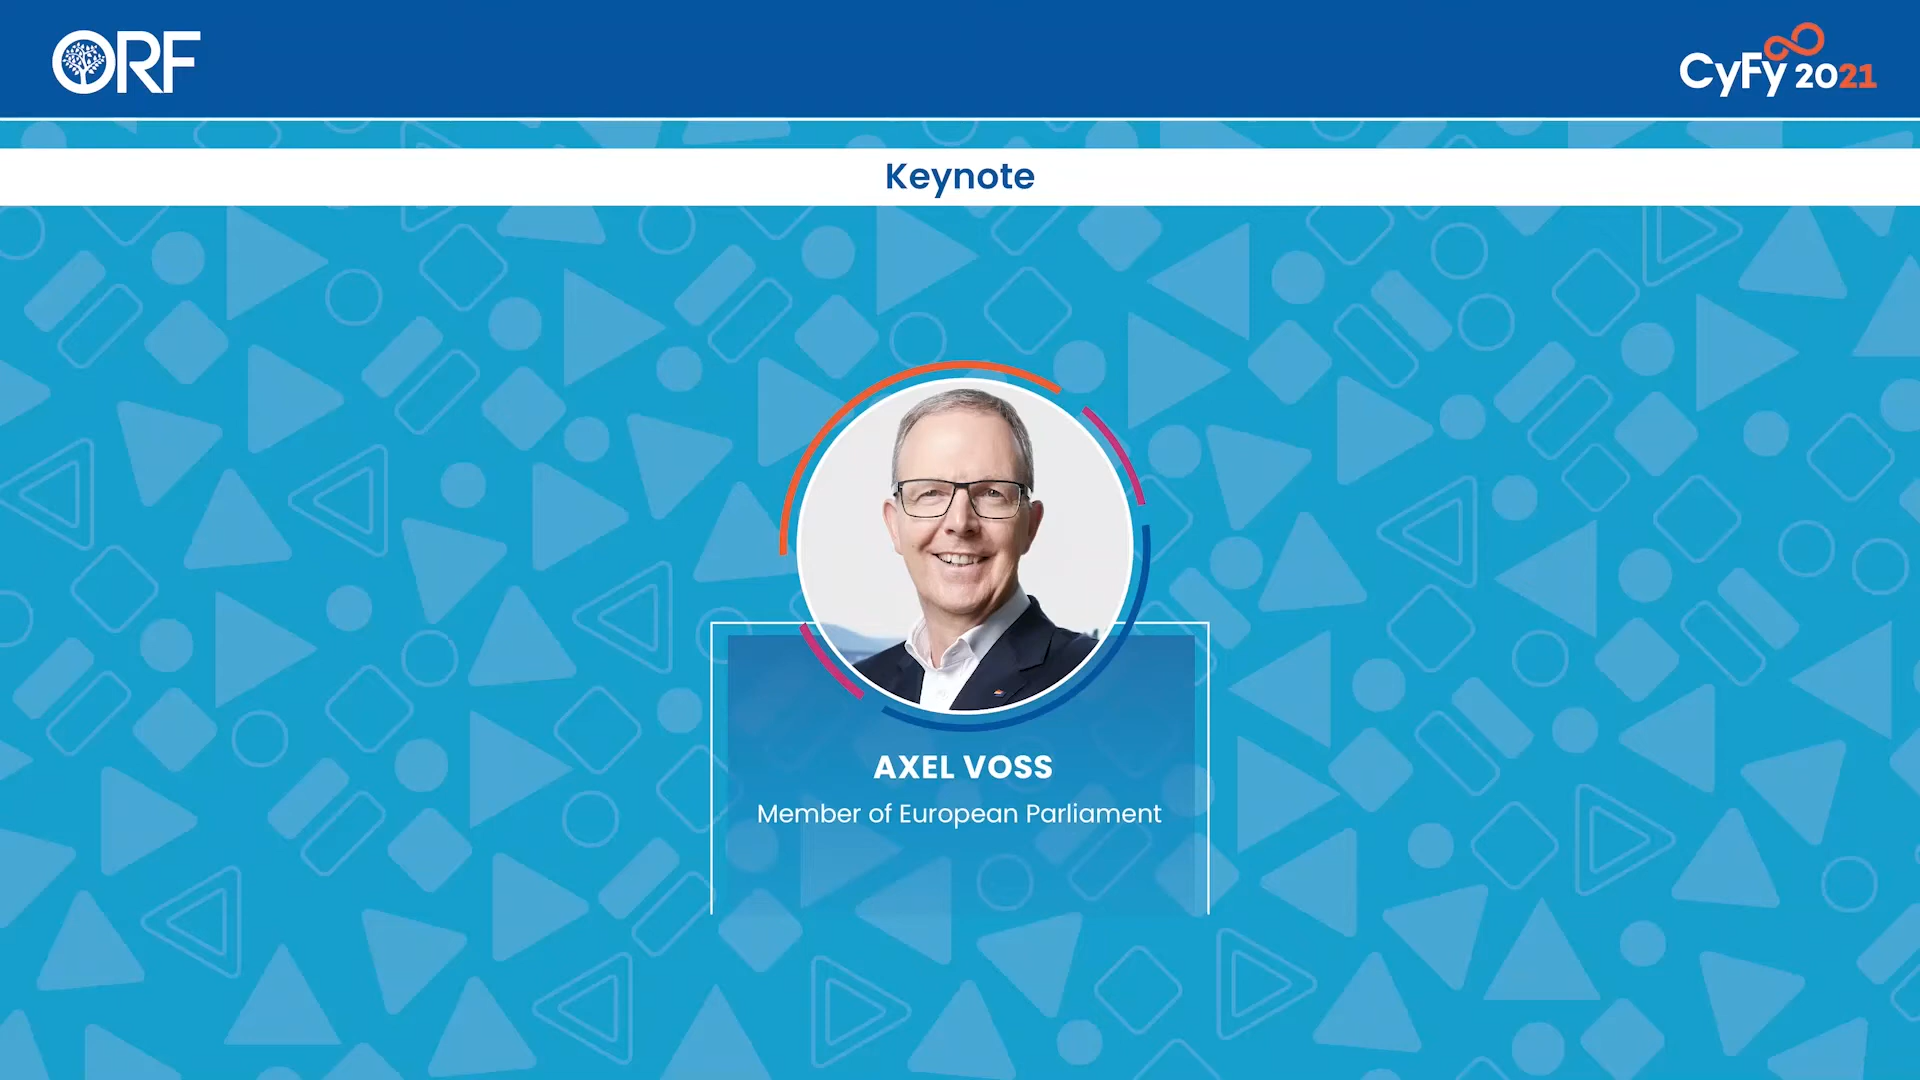 ORF
CyFy 2021
Keynote
AXEL VOSS
Member of European Parliament